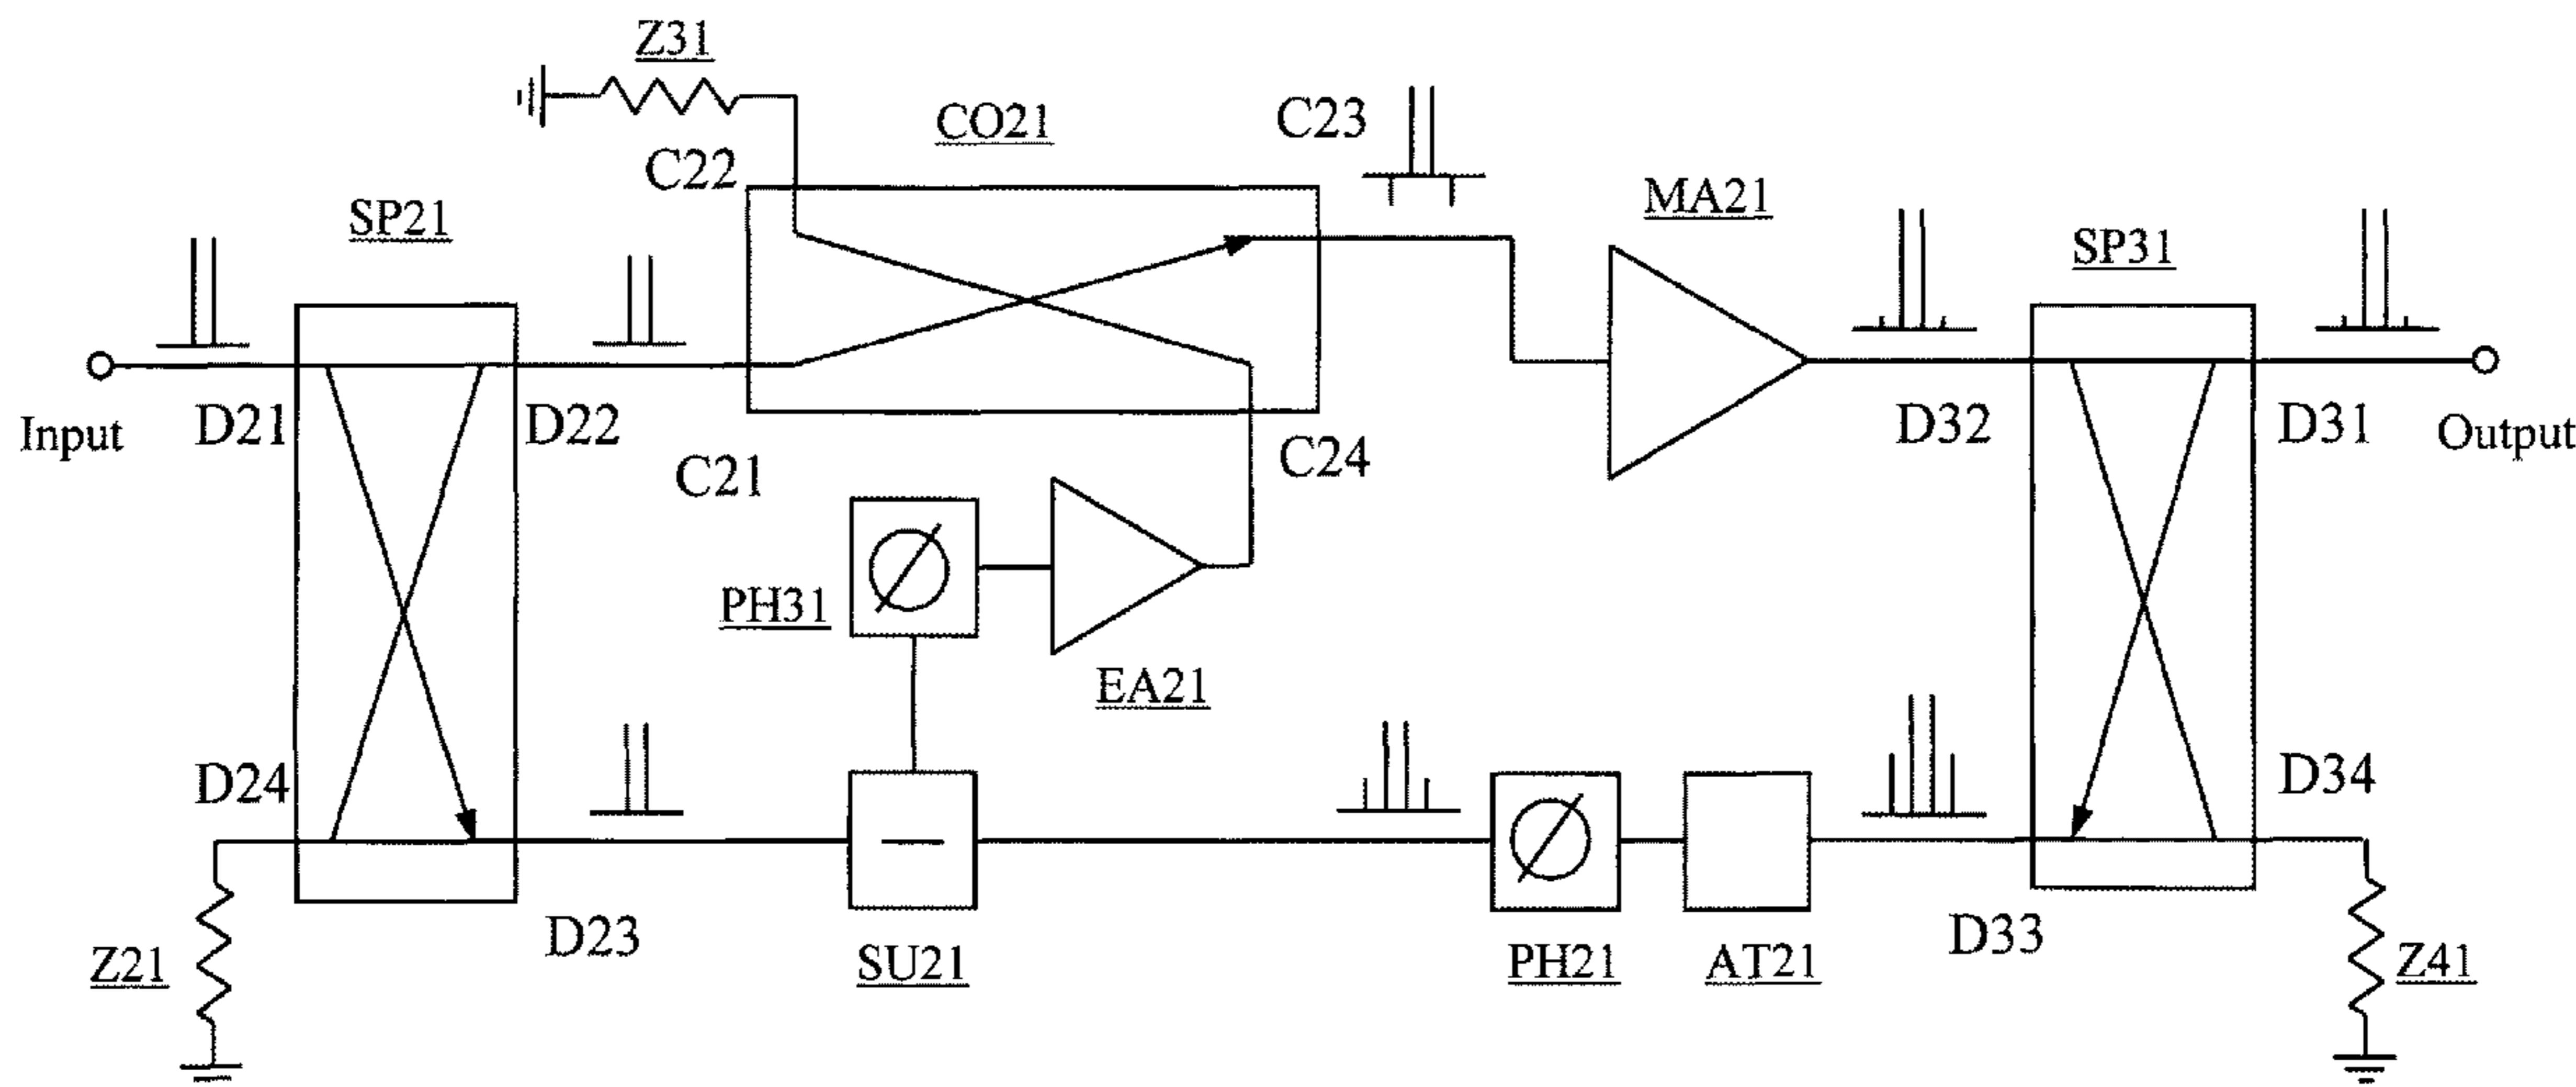 Z31
CO21
C23
C22
MA21
SP21
SP31
Input
D21
D22
C21
C24
D32
D31
Output
PH31
EA21
D24
D34
Z21
D23
SU21
PH21
AT21
D33
Z41